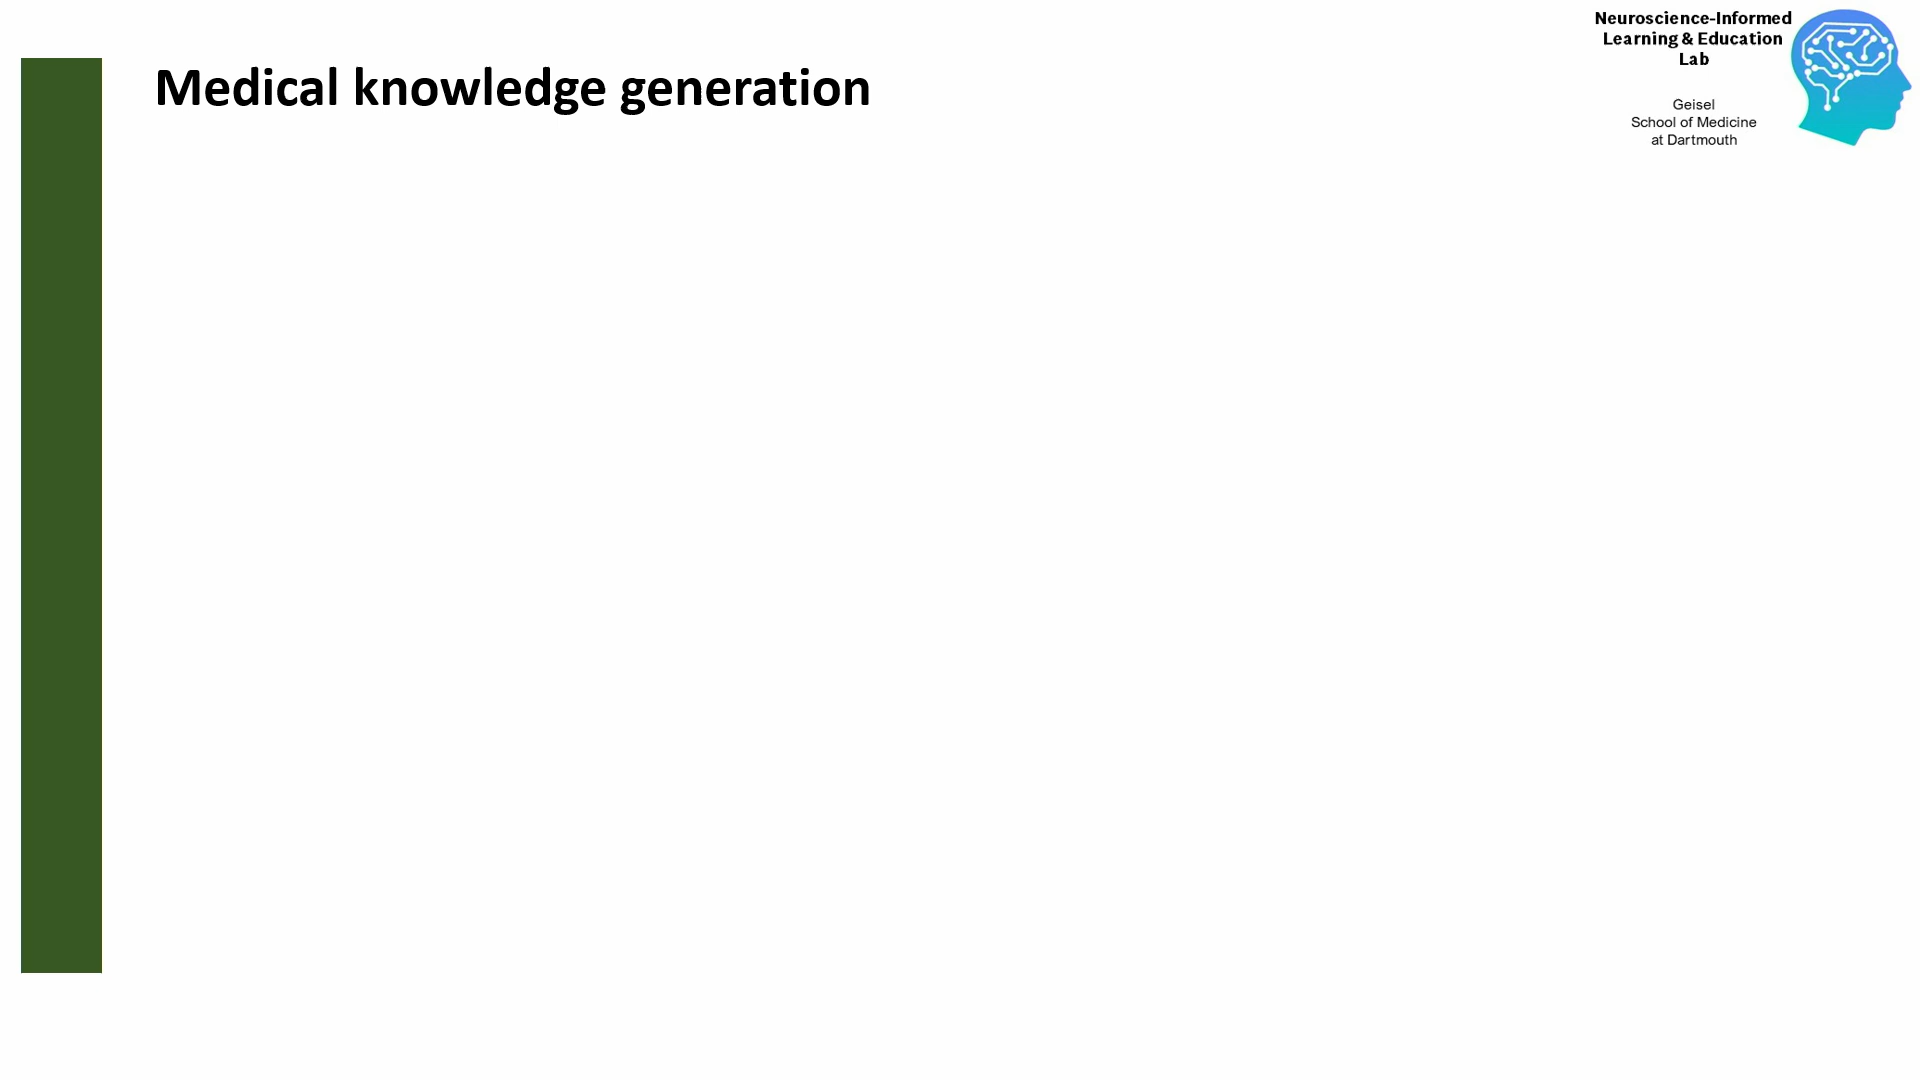 Medical knowledge generation
Neuroscience-Informed
Learning & Education
Lab
Geisel
School of Medicine
at Dartmouth